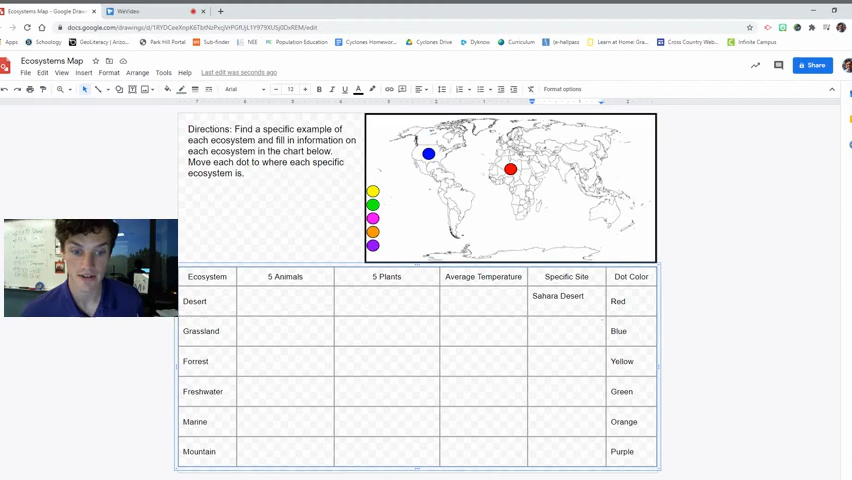 Ecosystems Map - Google Drawi
WeVideo
docs.google.com/drawings/d/
Apps
Schoology
GeoLiteracy | Arizo...
Park Hill Portal
Sub-finder
NEE
Population Education
Cyclones Homewor...
Cyclones Drive
Dyknow
Curriculum
(e-hallpass
Learn at home: Gra...
Cross Country Web...
Infinite Campus
Ecosystems Map
File Edit View Insert Format Arrange Tools Help Last edit was seconds ago
Share
Arial 12 B I U A Format options
Directions: Find a specific example of
each ecosystem and fill in information on
each ecosystem in the chart below.
Move each dot to where each specific
ecosystem is.
Ecosystem 5 Animals 5 Plants Average Temperature Specific Site Dot Color
Desert Sahara Desert Red
Grassland Blue
Forrest Yellow
Freshwater Green
Marine Orange
Mountain Purple